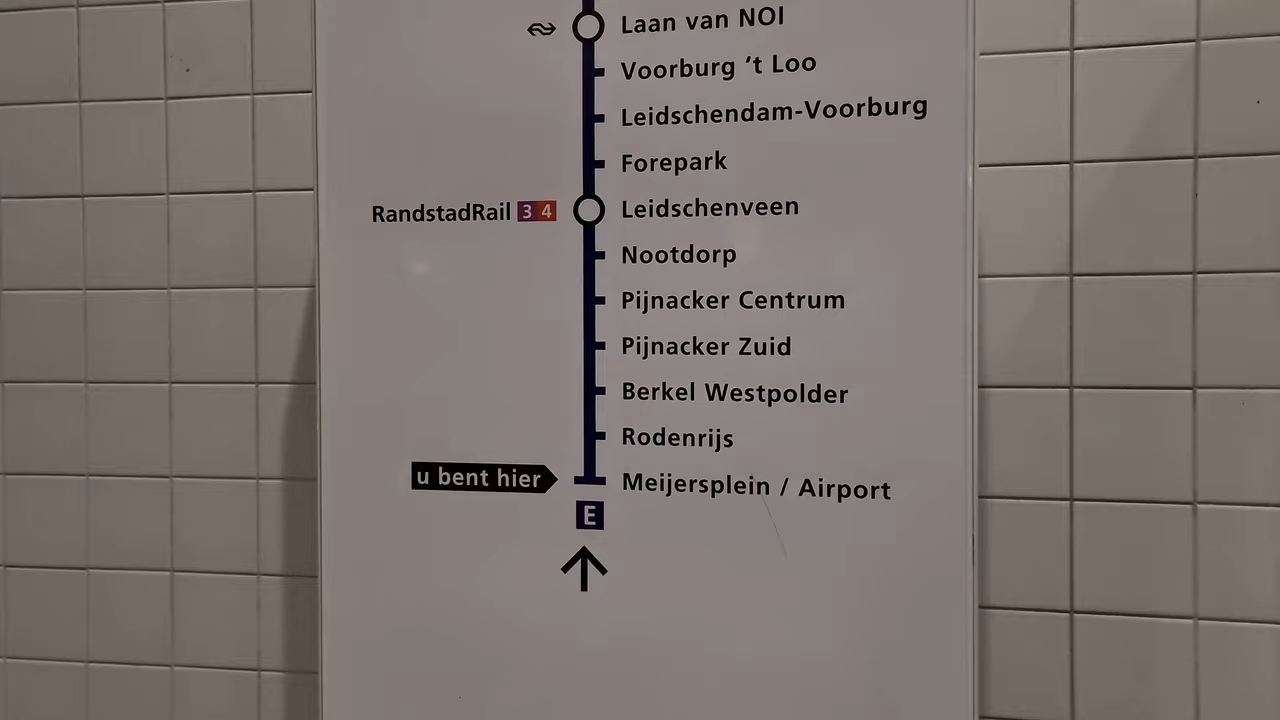 Laan van NOI
Voorburg ’t Loo
Leidschendam-Voorburg
Forepark
RandstadRail 3 4 Leidschenveen
Nootdorp
Pijnacker Centrum
Pijnacker Zuid
Berkel Westpolder
Rodenrijs
u bent hier Meijersplein / Airport
E